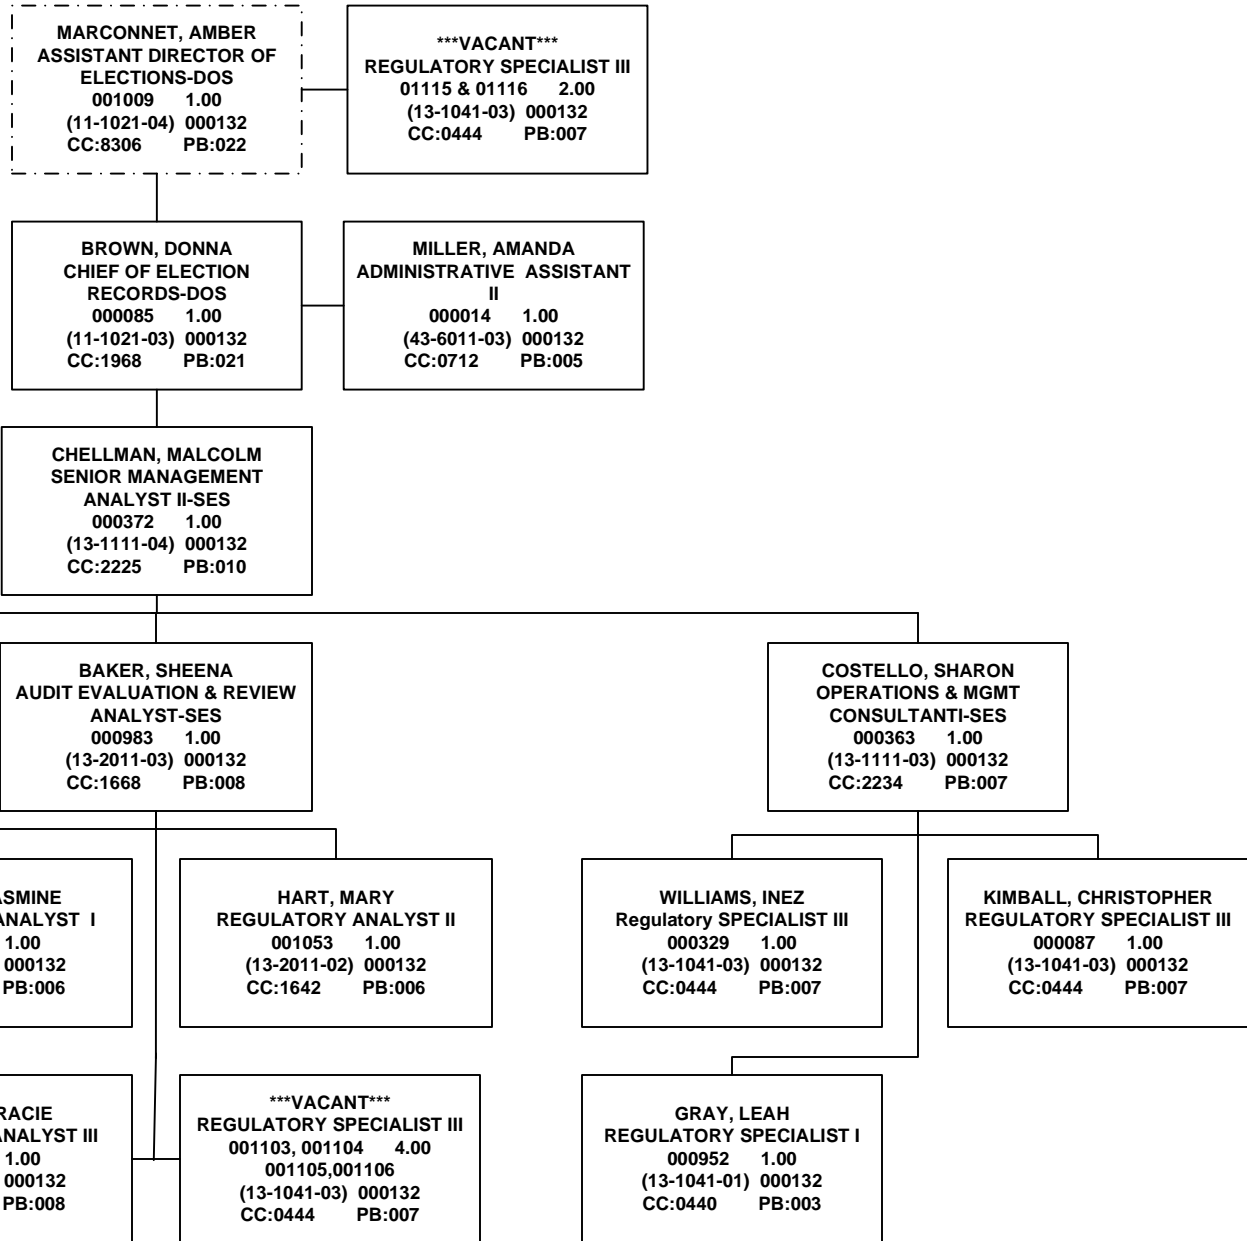 MARCONNET, AMBER
ASSISTANT DIRECTOR OF
ELECTIONS-DOS
001009 1.00
(11-1021-04) 000132
CC:8306 PB:022
***VACANT***
REGULATORY SPECIALIST III
01115 & 01116 2.00
(13-1041-03) 000132
CC:0444 PB:007
BROWN, DONNA
CHIEF OF ELECTION
RECORDS-DOS
000085 1.00
(11-1021-03) 000132
CC:1968 PB:021
MILLER, AMANDA
ADMINISTRATIVE ASSISTANT
II
000014 1.00
(43-6011-03) 000132
CC:0712 PB:005
CHELLMAN, MALCOLM
SENIOR MANAGEMENT
ANALYST II-SES
000372 1.00
(13-1111-04) 000132
CC:2225 PB:010
BAKER, SHEENA
AUDIT EVALUATION & REVIEW
ANALYST-SES
000983 1.00
(13-2011-03) 000132
CC:1668 PB:008
COSTELLO, SHARON
OPERATIONS & MGMT
CONSULTANTI-SES
000363 1.00
(13-1111-03) 000132
CC:2234 PB:007
ASMINE
ANALYST I
1.00
000132
PB:006
HART, MARY
REGULATORY ANALYST II
001053 1.00
(13-2011-02) 000132
CC:1642 PB:006
WILLIAMS, INEZ
Regulatory SPECIALIST III
000329 1.00
(13-1041-03) 000132
CC:0444 PB:007
KIMBALL, CHRISTOPHER
REGULATORY SPECIALIST III
000087 1.00
(13-1041-03) 000132
CC:0444 PB:007
RACIE
ANALYST III
1.00
000132
PB:008
***VACANT***
REGULATORY SPECIALIST III
001103, 001104 4.00
001105,001106
(13-1041-03) 000132
CC:0444 PB:007
GRAY, LEAH
REGULATORY SPECIALIST I
000952 1.00
(13-1041-01) 000132
CC:0440 PB:003